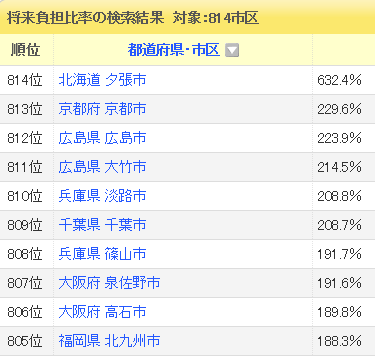 将来負担比率の検索結果 対象:814市区
順位 都道府県・市区
814位 北海道 夕張市 632.4%
813位 京都府 京都市 229.6%
812位 広島県 広島市 223.9%
811位 広島県 大竹市 214.5%
810位 兵庫県 淡路市 208.8%
809位 千葉県 千葉市 208.7%
808位 兵庫県 篠山市 191.7%
807位 大阪府 泉佐野市 191.6%
806位 大阪府 高石市 189.8%
805位 福岡県 北九州市 188.3%